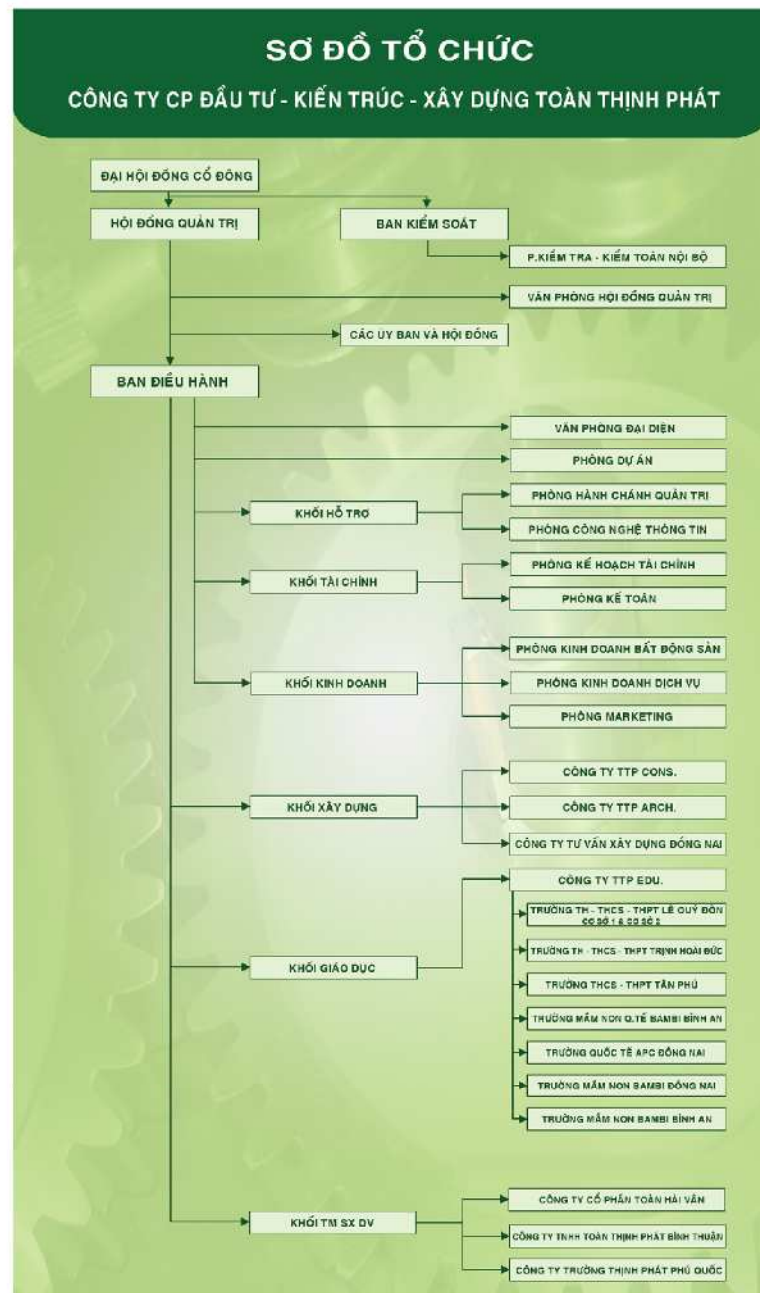 SƠ ĐỒ TỔ CHỨC
CÔNG TY CP ĐẦU TƯ - KIẾN TRÚC - XÂY DỰNG TOÀN THỊNH PHÁT
ĐẠI HỘI ĐỒNG CỔ ĐÔNG
HỘI ĐỒNG QUẢN TRỊ
BAN KIỂM SOÁT
P.KIỂM TRA - KIỂM TOÁN NỘI BỘ
VĂN PHÒNG HỘI ĐỒNG QUẢN TRỊ
CÁC ỦY BAN VÀ HỘI ĐỒNG
BAN ĐIỀU HÀNH
VĂN PHÒNG ĐẠI DIỆN
PHÒNG DỰ ÁN
KHỐI HỖ TRỢ
PHÒNG HÀNH CHÁNH QUẢN TRỊ
PHÒNG CÔNG NGHỆ THÔNG TIN
KHỐI TÀI CHÍNH
PHÒNG KẾ HOẠCH TÀI CHÍNH
PHÒNG KẾ TOÁN
KHỐI KINH DOANH
PHÒNG KINH DOANH BẤT ĐỘNG SẢN
PHÒNG KINH DOANH DỊCH VỤ
PHÒNG MARKETING
KHỐI XÂY DỰNG
CÔNG TY TTP CONS.
CÔNG TY TTP ARCH.
CÔNG TY TƯ VẤN XÂY DỰNG ĐỒNG NAI
KHỐI GIÁO DỤC
CÔNG TY TTP EDU.
TRƯỜNG TH - THCS - THPT LÊ QUÝ ĐÔN
CƠ SỞ 1 & CƠ SỞ 2
TRƯỜNG TH - THCS - THPT TRỊNH HOÀI ĐỨC
TRƯỜNG THCS - THPT TÂN PHÚ
TRƯỜNG MẦM NON Q.TẾ BAMBI BÌNH AN
TRƯỜNG QUỐC TẾ APC ĐỒNG NAI
TRƯỜNG MẦM NON BAMBI ĐỒNG NAI
TRƯỜNG MẦM NON BAMBI BÌNH AN
KHỐI TM SX DV
CÔNG TY CỔ PHẦN TOÀN HẢI VÂN
CÔNG TY TNHH TOÀN THỊNH PHÁT BÌNH THUẬN
CÔNG TY TRƯỜNG THỊNH PHÁT PHÚ QUỐC